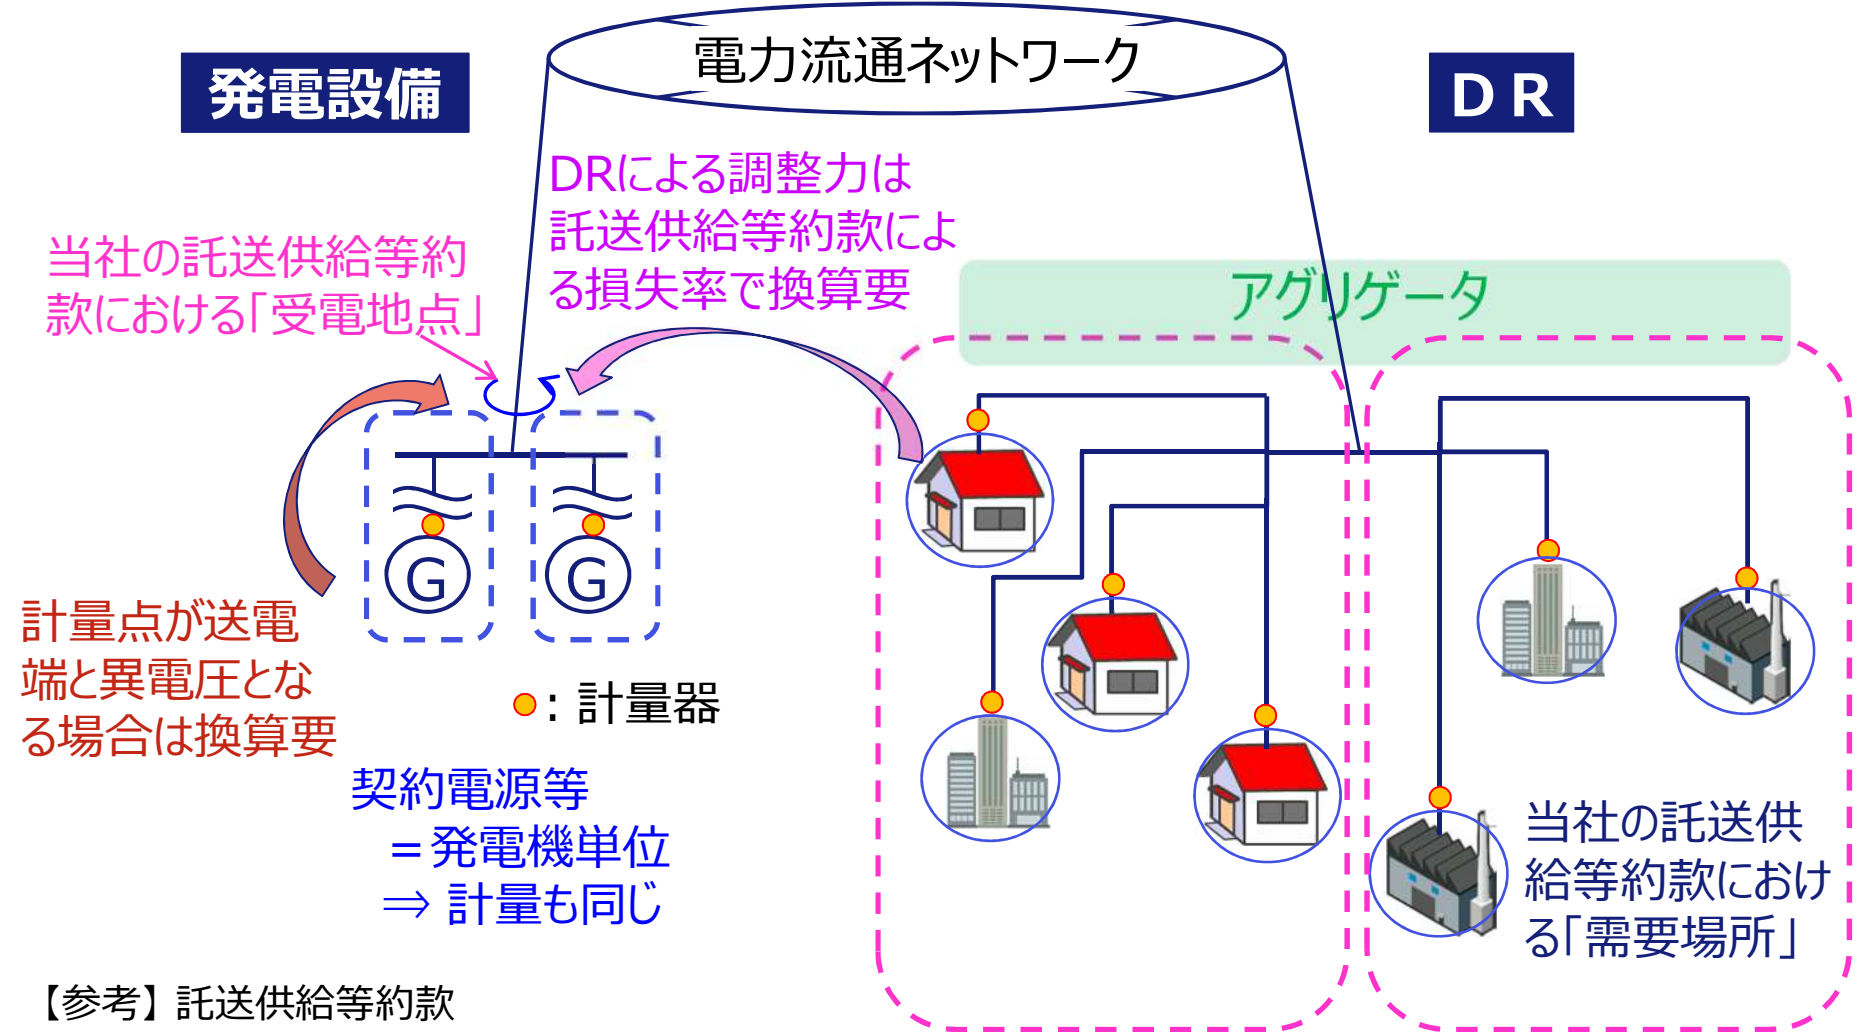 電力流通ネットワーク
発電設備
DR
DRによる調整力は
託送供給等約款によ
る損失率で換算要
当社の託送供給等約
款における「受電地点」
アグリゲータ
G
G
計量点が送電
端と異電圧とな
る場合は換算要
：計量器
契約電源等
＝発電機単位
⇒ 計量も同じ
当社の託送供
給等約款におけ
る「需要場所」
【参考】託送供給等約款